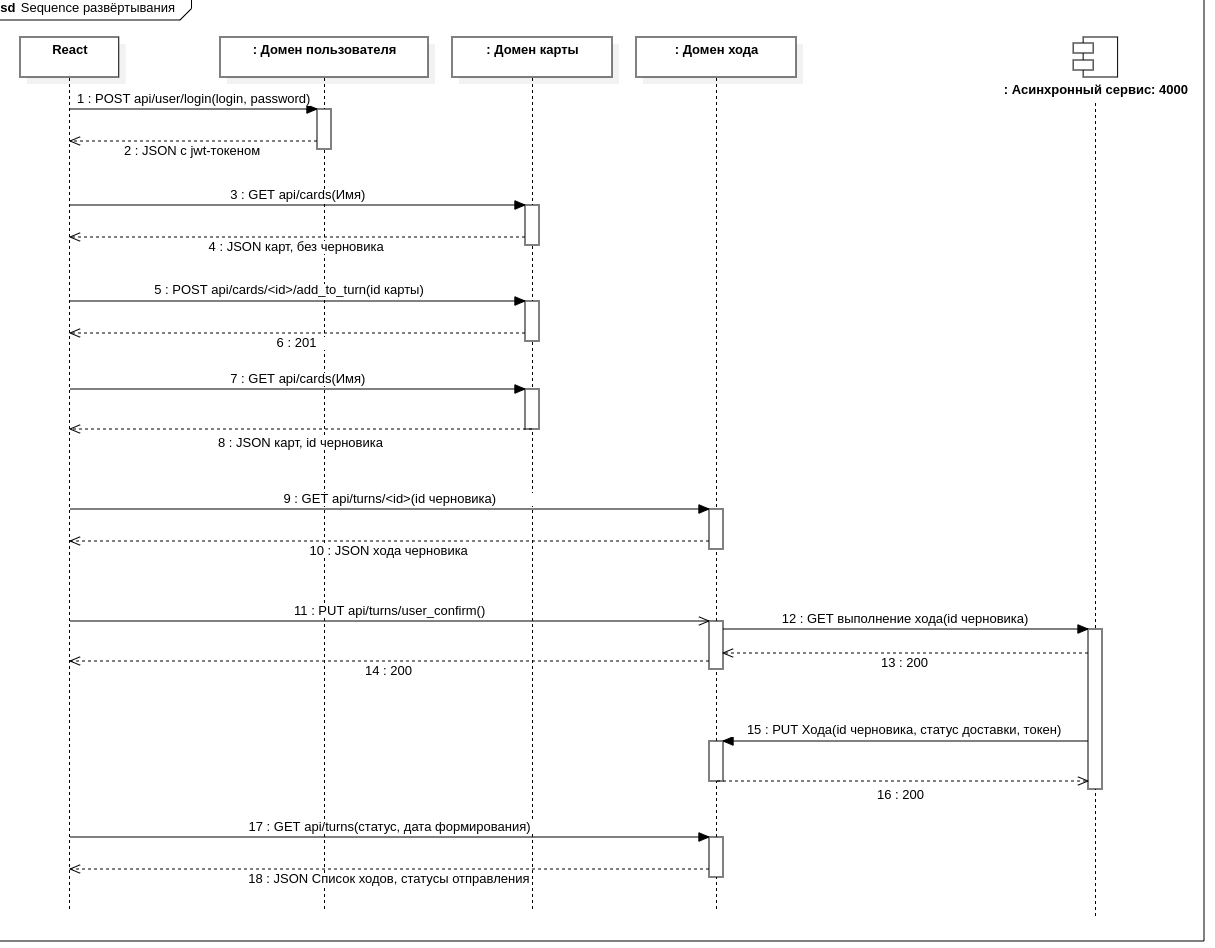 sd Sequence развёртывания
React
: Домен пользователя
: Домен карты
: Домен хода
: Асинхронный сервис: 4000
1 : POST api/user/login(login, password)
2 : JSON с jwt-токеном
3 : GET api/cards(Имя)
4 : JSON карт, без черновика
5 : POST api/cards/<id>/add_to_turn(id карты)
6 : 201
7 : GET api/cards(Имя)
8 : JSON карт, id черновика
9 : GET api/turns/<id>(id черновика)
10 : JSON хода черновика
11 : PUT api/turns/user_confirm()
12 : GET выполнение хода(id черновика)
13 : 200
14 : 200
15 : PUT Хода(id черновика, статус доставки, токен)
16 : 200
17 : GET api/turns(статус, дата формирования)
18 : JSON Список ходов, статусы отправления